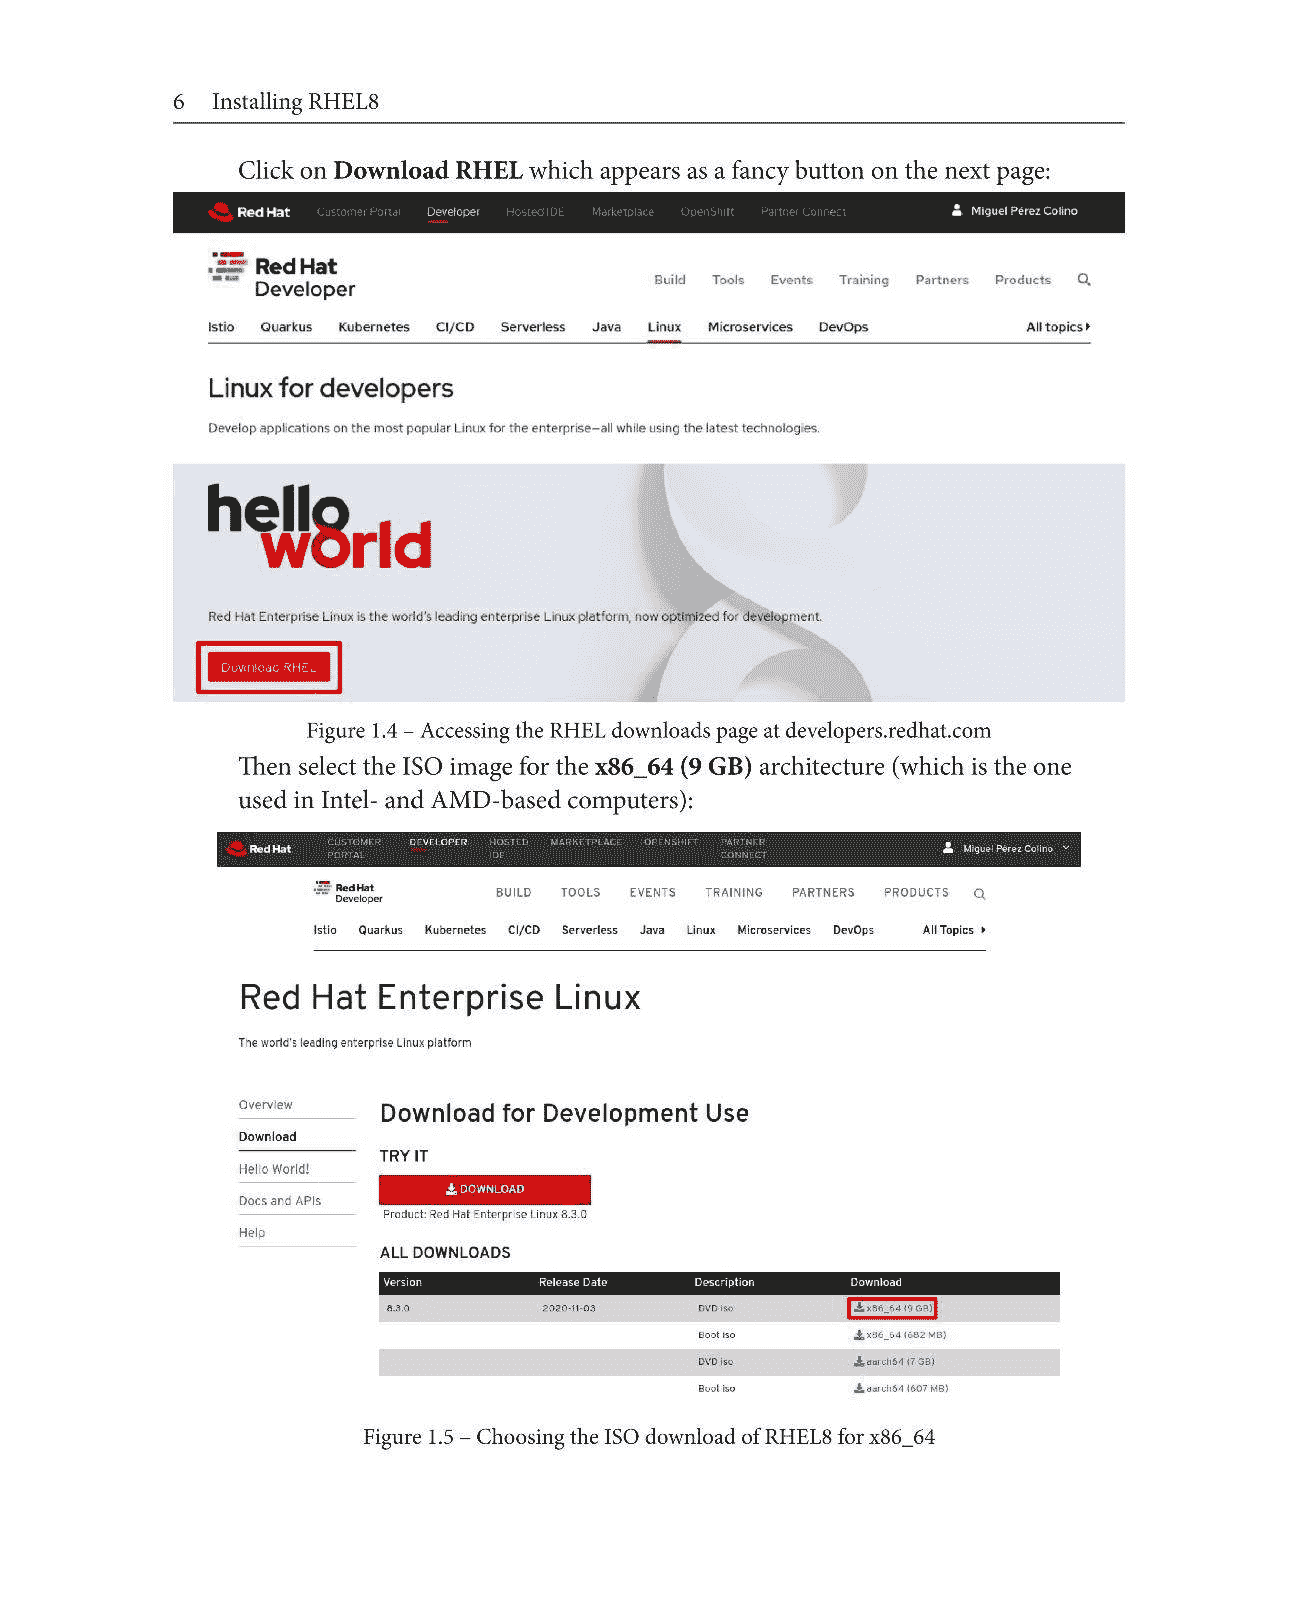 6 Installing RHEL8
Click on Download RHEL which appears as a fancy button on the next page:
Red Hat Customer Portal Developer Hosted IDE Marketplace OpenShift Partner Connect Miguel Pérez Colino
Red Hat
Developer
Build Tools Events Training Partners Products
Istio Quarkus Kubernetes CI/CD Serverless Java Linux Microservices DevOps All topics
Linux for developers
Develop applications on the most popular Linux for the enterprise—all while using the latest technologies.
hello
world
Red Hat Enterprise Linux is the world's leading enterprise Linux platform, now optimized for development.
Download RHEL
Figure 1.4 – Accessing the RHEL downloads page at developers.redhat.com
Then select the ISO image for the x86_64 (9 GB) architecture (which is the one
used in Intel- and AMD-based computers):
Red Hat CUSTOMER PORTAL DEVELOPER HOSTED IDE MARKETPLACE OPENSHIFT PARTNER CONNECT Miguel Pérez Colino
Red Hat
Developer
BUILD TOOLS EVENTS TRAINING PARTNERS PRODUCTS
Istio Quarkus Kubernetes CI/CD Serverless Java Linux Microservices DevOps All Topics
Red Hat Enterprise Linux
The world's leading enterprise Linux platform
Overview
Download
Hello World!
Docs and APIs
Help
Download for Development Use
TRY IT
DOWNLOAD
Product: Red Hat Enterprise Linux 8.3.0
ALL DOWNLOADS
Version Release Date Description Download
8.3.0 2020-11-03 DVD iso x86_64 (9 GB)
Boot iso x86_64 (682 MB)
DVD iso aarch64 (7 GB)
Boot iso aarch64 (607 MB)
Figure 1.5 – Choosing the ISO download of RHEL8 for x86_64